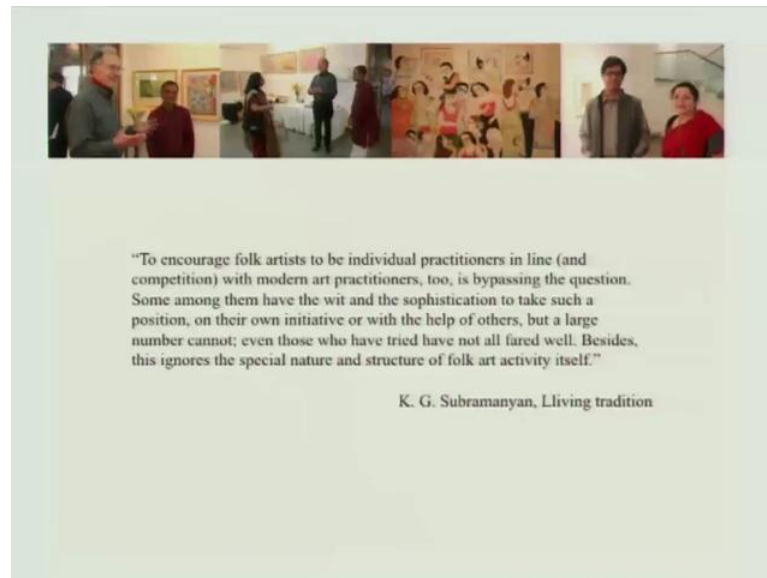 “To encourage folk artists to be individual practitioners in line (and
competition) with modern art practitioners, too, is bypassing the question.
Some among them have the wit and the sophistication to take such a
position, on their own initiative or with the help of others, but a large
number cannot; even those who have tried have not all fared well. Besides,
this ignores the special nature and structure of folk art activity itself.”
K. G. Subramanyan, Lliving tradition